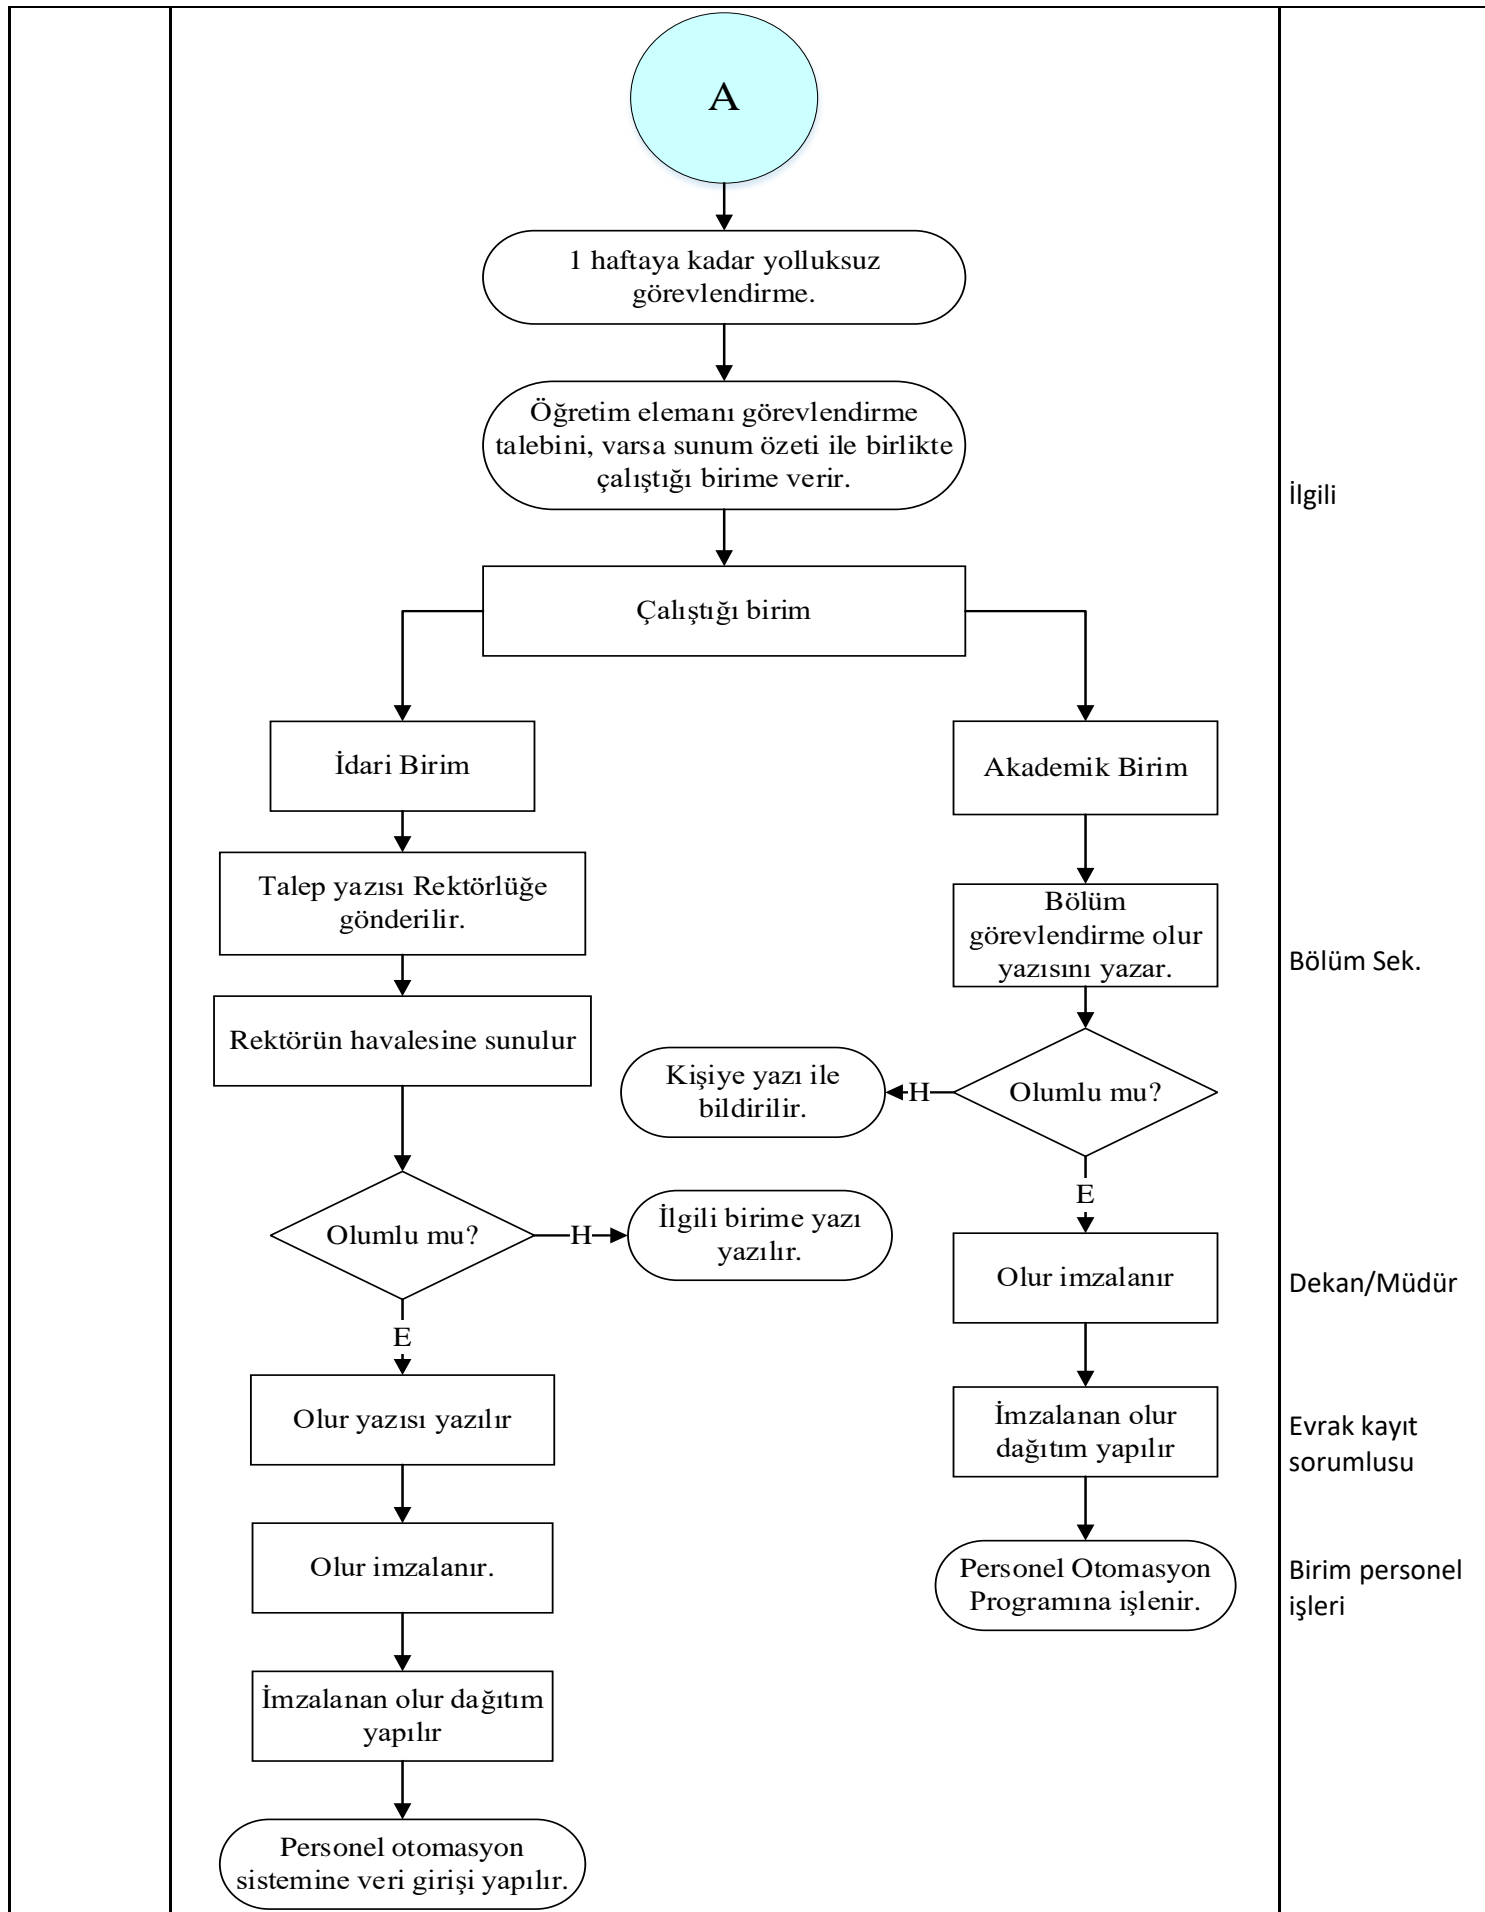 A
1 haftaya kadar yolluksuz
görevlendirme.
Öğretim elemanı görevlendirme
talebini, varsa sunum özeti ile birlikte
çalıştığı birime verir.
İlgili
Çalıştığı birim
İdari Birim
Akademik Birim
Talep yazısı Rektörlüğe
gönderilir.
Bölüm
görevlendirme olur
yazısını yazar.
Bölüm Sek.
Rektörün havalesine sunulur
Kişiye yazı ile
bildirilir.
H
Olumlu mu?
E
Olumlu mu?
H
İlgili birime yazı
yazılır.
Olur imzalanır
Dekan/Müdür
E
Olur yazısı yazılır
İmzalanan olur
dağıtım yapılır
Evrak kayıt
sorumlusu
Olur imzalanır.
Personel Otomasyon
Programına işlenir.
Birim personel
işleri
İmzalanan olur dağıtım
yapılır
Personel otomasyon
sistemine veri girişi yapılır.